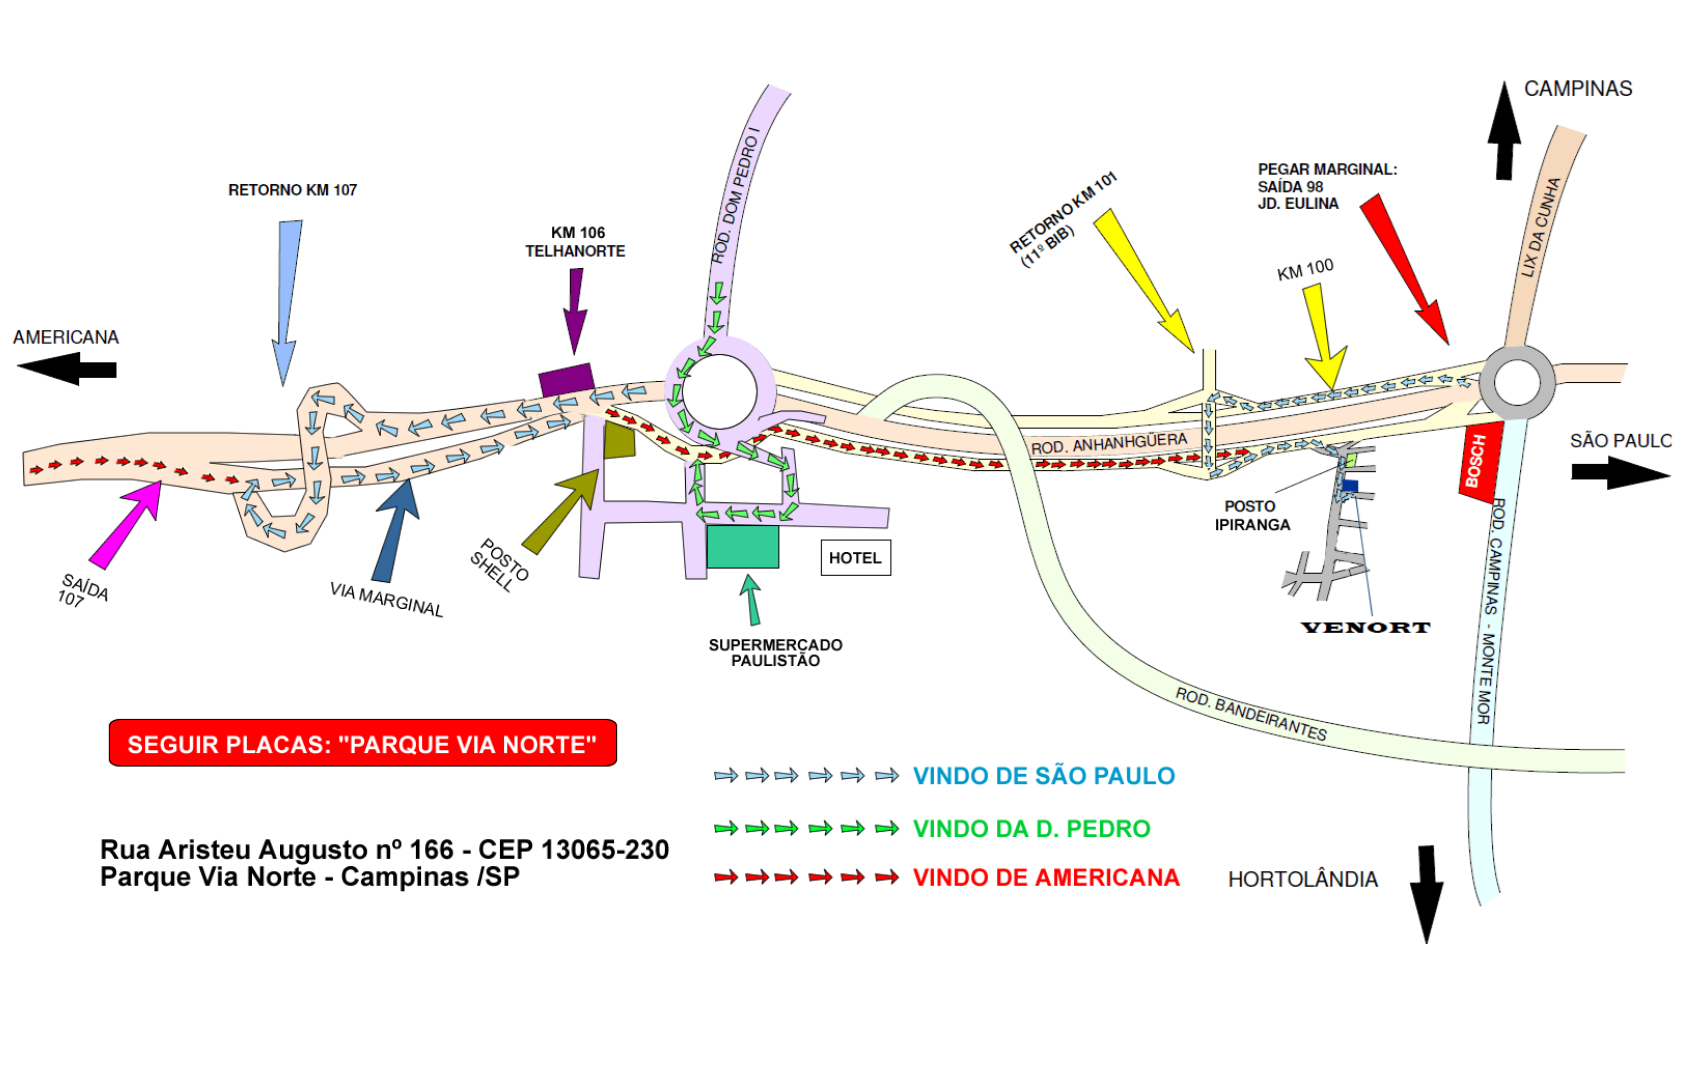 CAMPINAS
PEGAR MARGINAL:
SAÍDA 98
JD. EULINA
RETORNO KM 101
(11º BIB)
KM 100
LIX DA CUNHA
ROD. DOM PEDRO I
RETORNO KM 107
KM 106
TELHANORTE
AMERICANA
ROD. ANHANHGÜERA
SÃO PAULO
BOSCH
POSTO
IPIRANGA
ROD. CAMPINAS - MONTE MOR
POSTO
SHELL
HOTEL
SAÍDA
107
VIA MARGINAL
VENORT
SUPERMERCADO
PAULISTÃO
ROD. BANDEIRANTES
SEGUIR PLACAS: "PARQUE VIA NORTE"
VINDO DE SÃO PAULO
VINDO DA D. PEDRO
VINDO DE AMERICANA
Rua Aristeu Augusto nº 166 - CEP 13065-230
Parque Via Norte - Campinas /SP
HORTOLÂNDIA